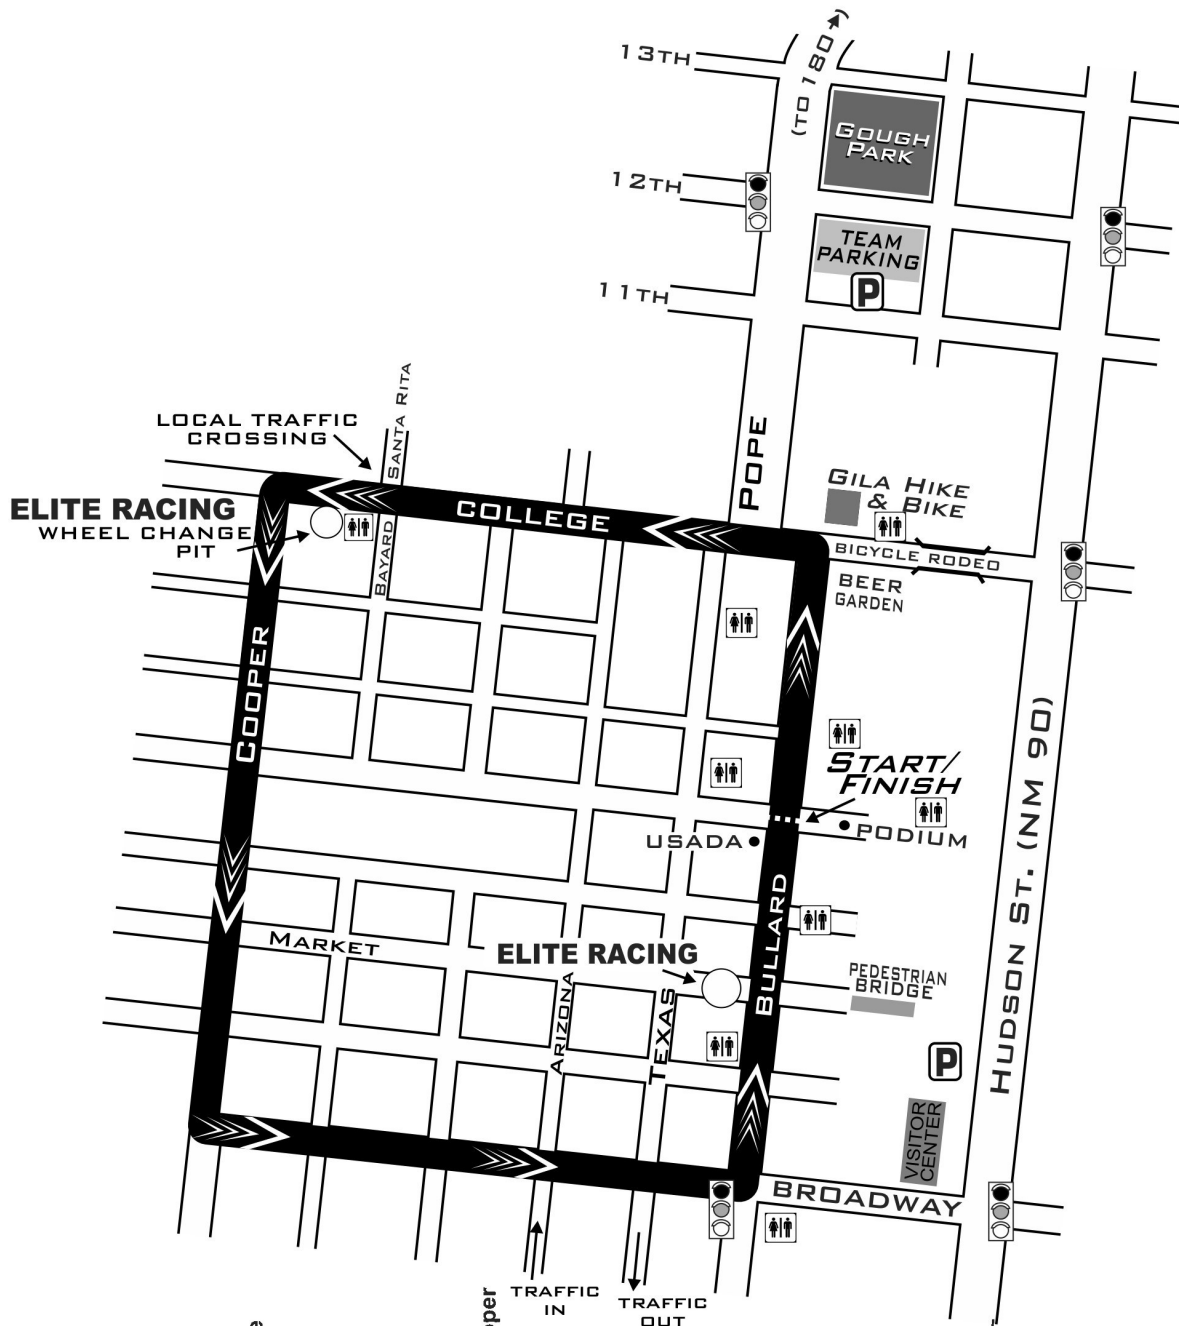 13TH
(TO 180
GOUGH
PARK
12TH
TEAM
PARKING
P
11TH
SANTA RITA
LOCAL TRAFFIC
CROSSING
POPE
GILA HIKE
& BIKE
ELITE RACING
WHEEL CHANGE
PIT
COLLEGE
BAYARD
BICYCLE RODEO
BEER
GARDEN
COOPER
START/
FINISH
HUDSON ST. (NM 90)
USADA
PODIUM
BULLARD
MARKET
ELITE RACING
PEDESTRIAN
BRIDGE
ARIZONA
TEXAS
P
VISITOR
CENTER
BROADWAY
TRAFFIC
IN
TRAFFIC
OUT